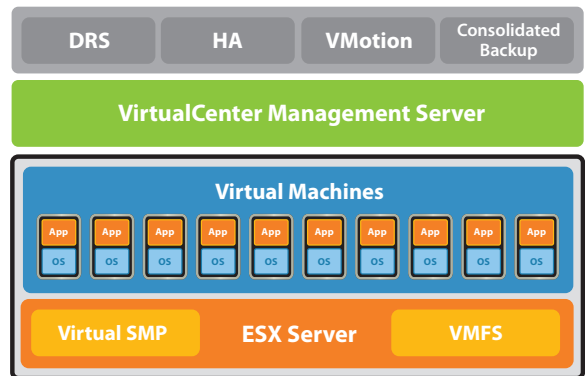 DRS HA VMotion Consolidated
Backup
VirtualCenter Management Server
Virtual Machines
App App App App App App App App App App
OS OS OS OS OS OS OS OS OS OS
Virtual SMP ESX Server VMFS